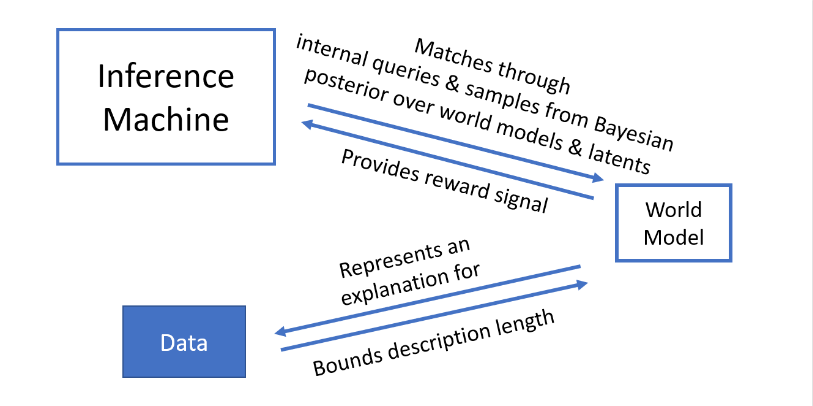 Inference
Machine
Matches through
internal queries & samples from Bayesian
posterior over world models & latents
Provides reward signal
World
Model
Represents an
explanation for
Data
Bounds description length